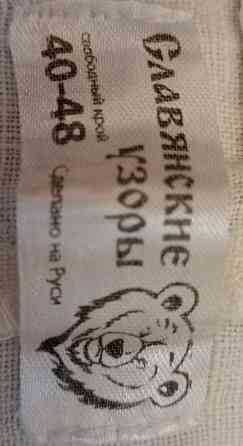 Славянские
узоры
свободный крой
40-48
Сделано на Руси